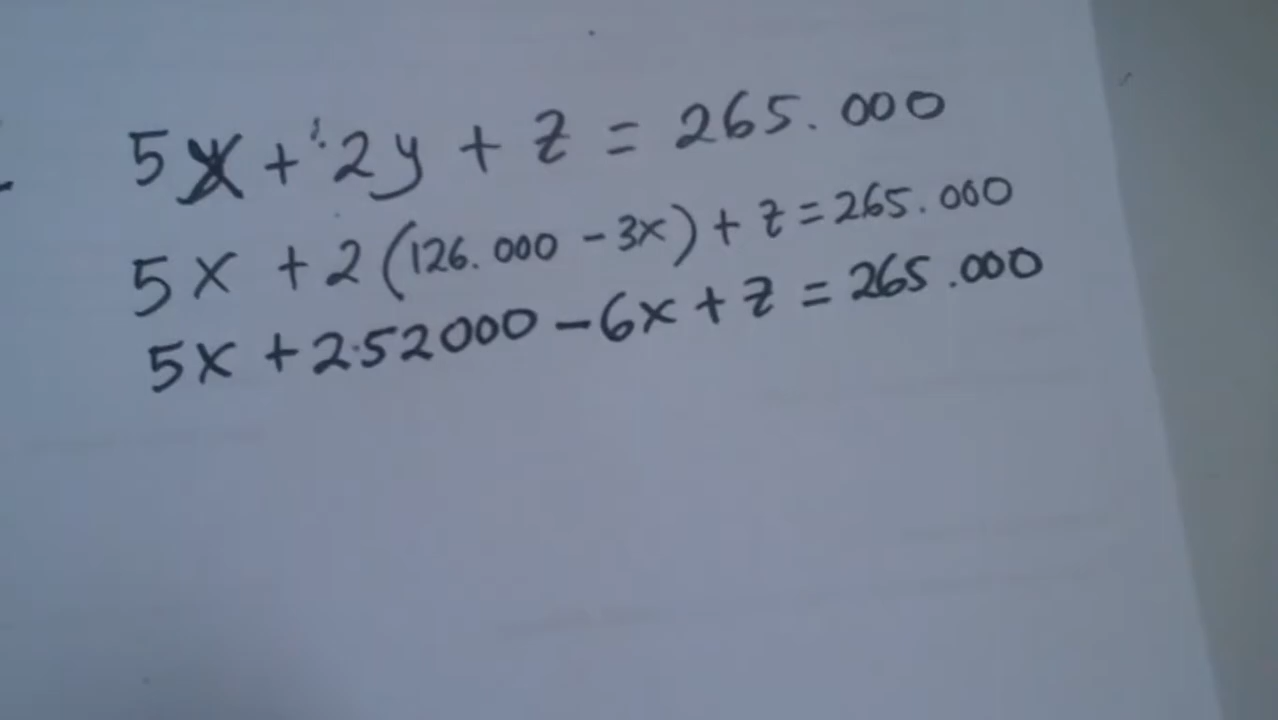 5x + 2y + z = 265.000
5x + 2(126.000 - 3x) + z = 265.000
5x + 252000 - 6x + z = 265.000